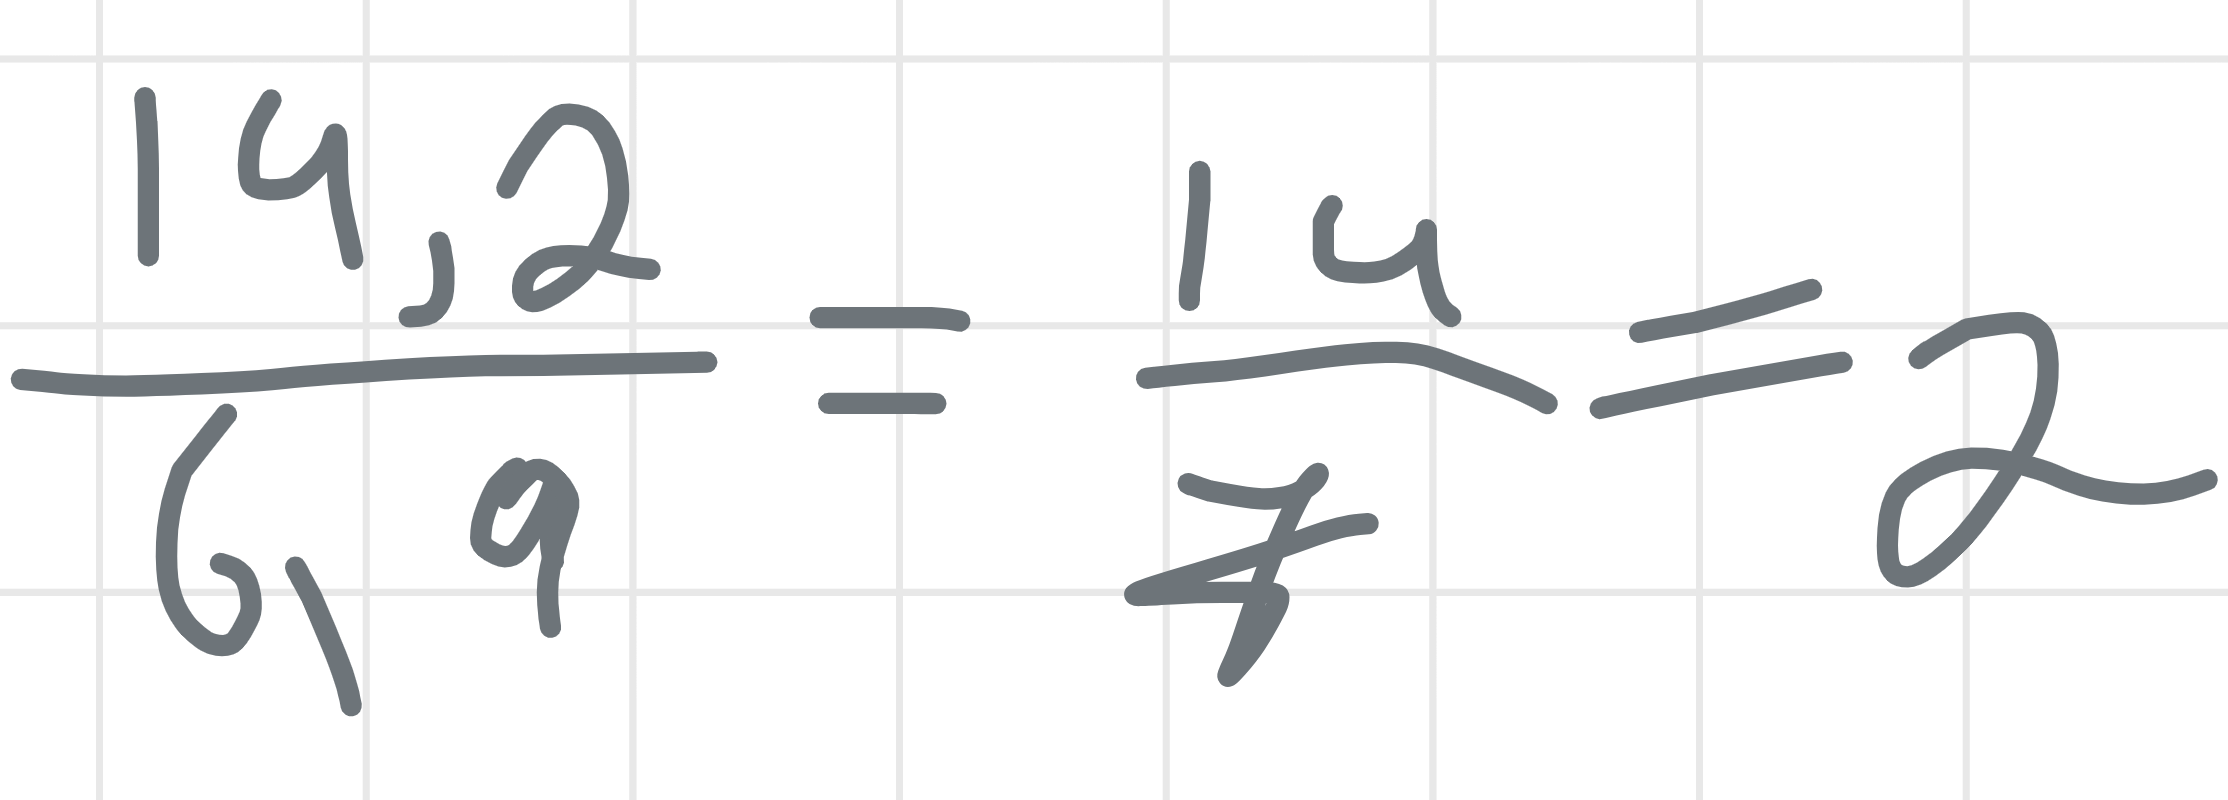 14,2/6,9 = 14/7 = 2